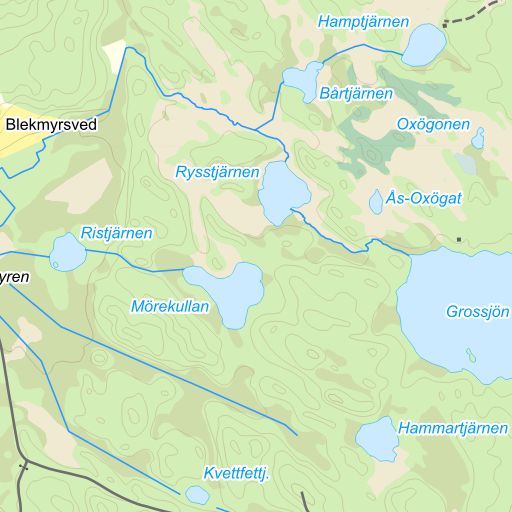 Hamptjärnen
Bårtjärnen
Blekmyrsved
Oxögonen
Rysstjärnen
Ås-Oxögat
Ristjärnen
yren
Mörekullan
Grossjön
Hammartjärnen
Kvettfettj.